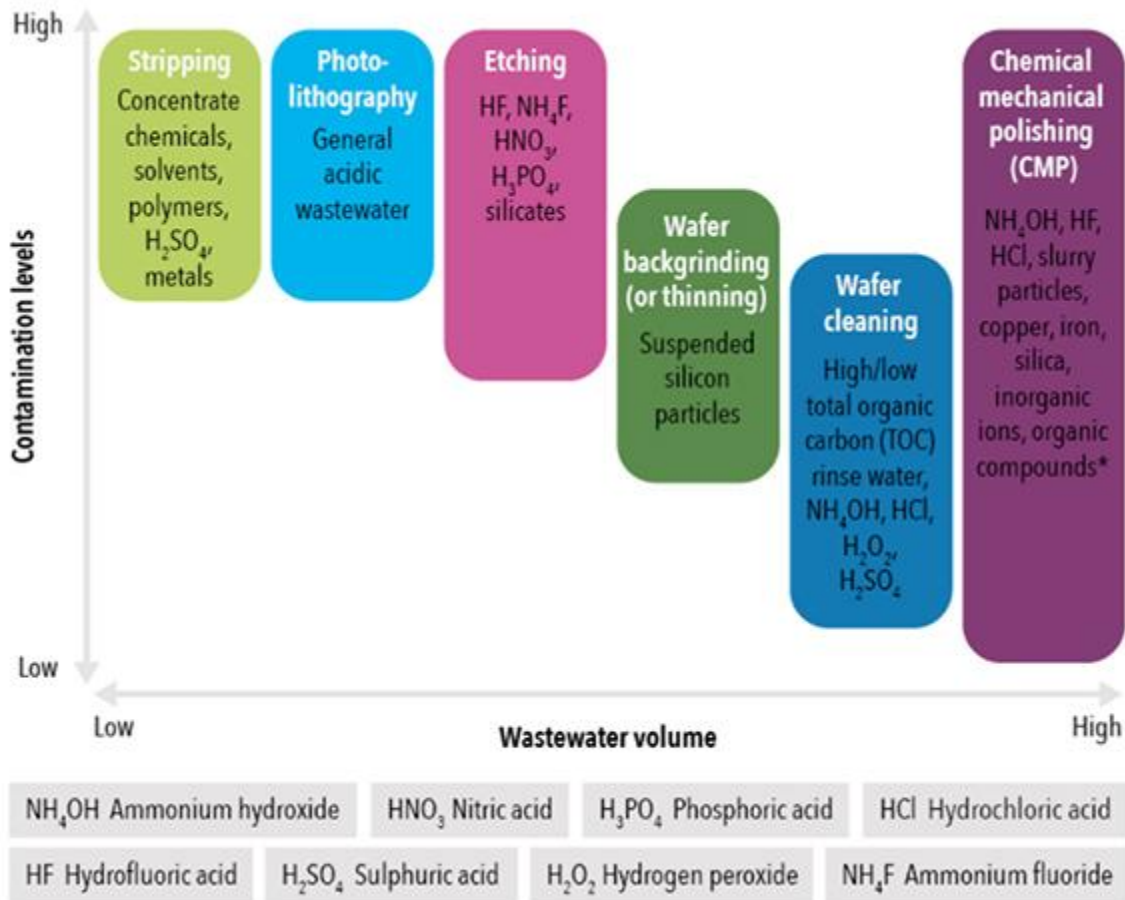 High
Contamination levels
Low
Stripping
Concentrate
chemicals,
solvents,
polymers,
H₂SO₄,
metals
Photo-
lithography
General
acidic
wastewater
Etching
HF, NH₄F,
HNO₃,
H₃PO₄,
silicates
Wafer
backgrinding
(or thinning)
Suspended
silicon
particles
Wafer
cleaning
High/low
total organic
carbon (TOC)
rinse water,
NH₄OH, HCl,
H₂O₂,
H₂SO₄
Chemical
mechanical
polishing
(CMP)
NH₄OH, HF,
HCl, slurry
particles,
copper, iron,
silica,
inorganic
ions, organic
compounds*
Low
Wastewater volume
High
NH₄OH Ammonium hydroxide
HNO₃ Nitric acid
H₃PO₄ Phosphoric acid
HCl Hydrochloric acid
HF Hydrofluoric acid
H₂SO₄ Sulphuric acid
H₂O₂ Hydrogen peroxide
NH₄F Ammonium fluoride